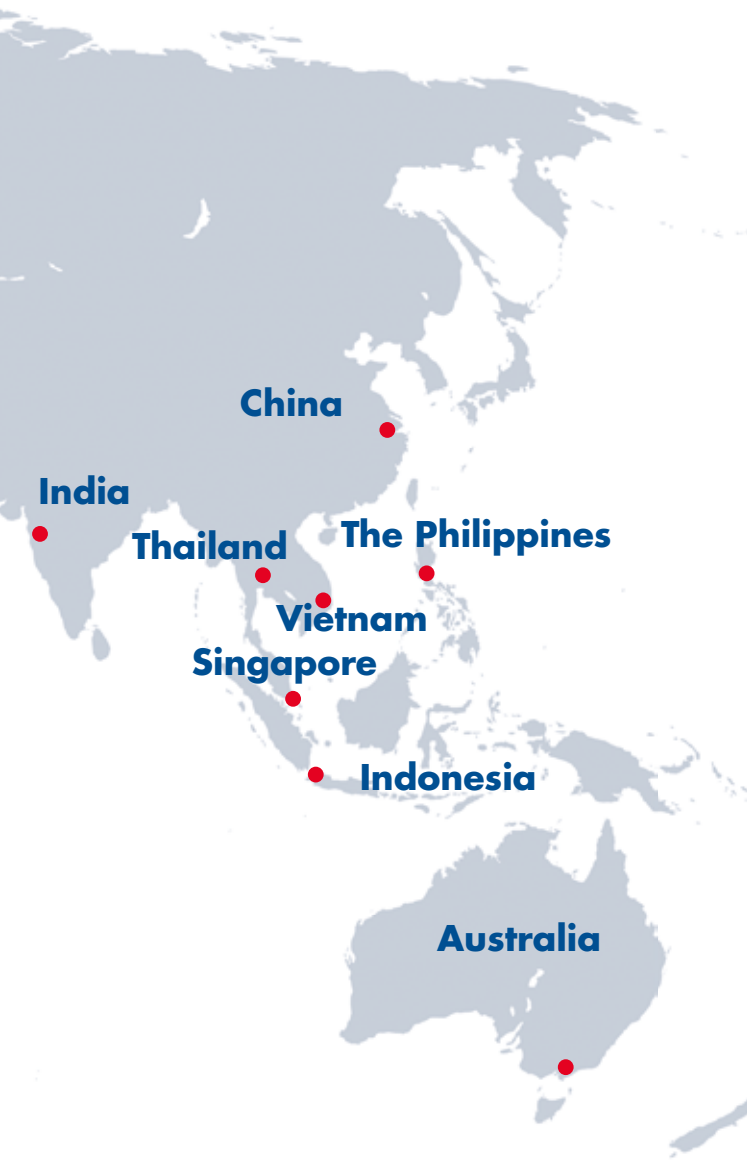 China
India
The Philippines
Thailand
Vietnam
Singapore
Indonesia
Australia